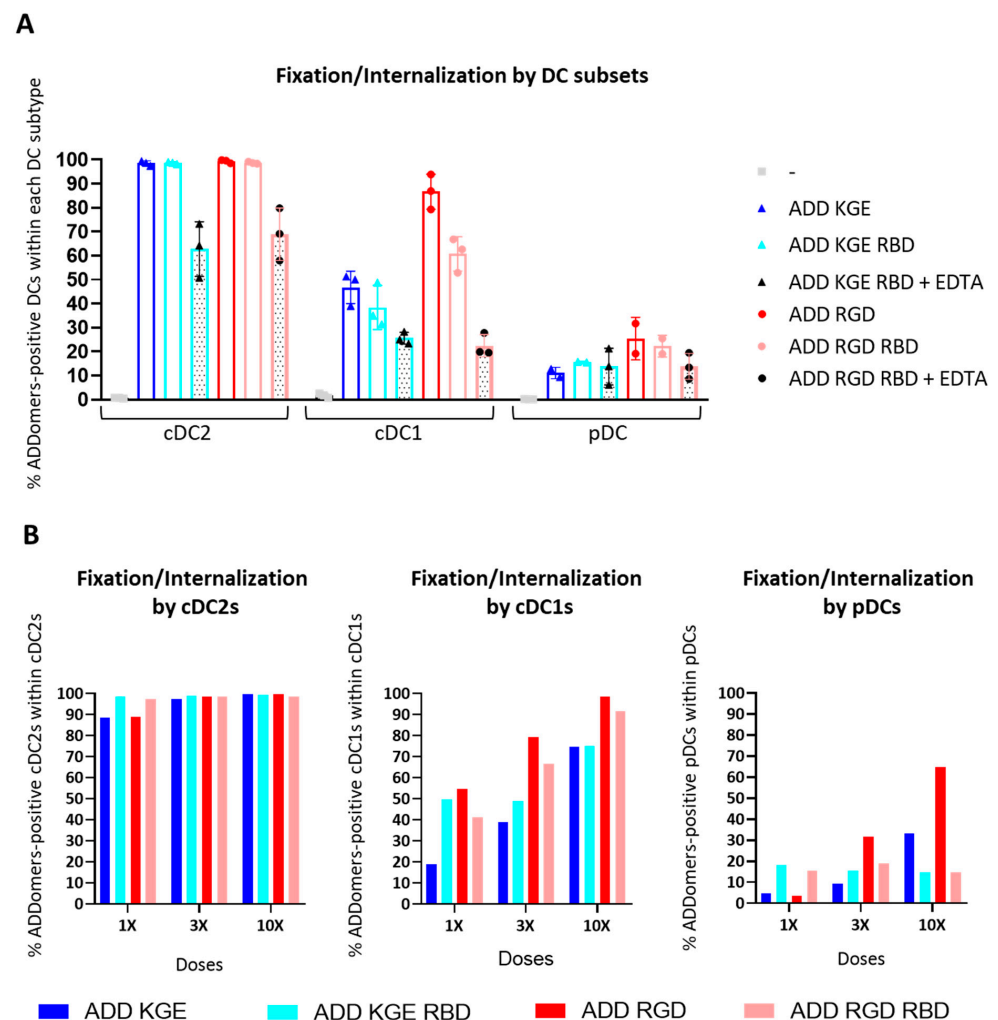 A
Fixation/Internalization by DC subsets
% ADDomers-positive DCs within each DC subtype
100
90
80
70
60
50
40
30
20
10
0
cDC2
cDC1
pDC
-
ADD KGE
ADD KGE RBD
ADD KGE RBD + EDTA
ADD RGD
ADD RGD RBD
ADD RGD RBD + EDTA
B
Fixation/Internalization
by cDC2s
% ADDomers-positive cDC2s within cDC2s
100
90
80
70
60
50
40
30
20
10
0
1X
3X
10X
Doses
Fixation/Internalization
by cDC1s
% ADDomers-positive cDC1s within cDC1s
100
90
80
70
60
50
40
30
20
10
0
1X
3X
10X
Doses
Fixation/Internalization
by pDCs
% ADDomers-positive pDCs within pDCs
100
90
80
70
60
50
40
30
20
10
0
1X
3X
10X
Doses
ADD KGE
ADD KGE RBD
ADD RGD
ADD RGD RBD